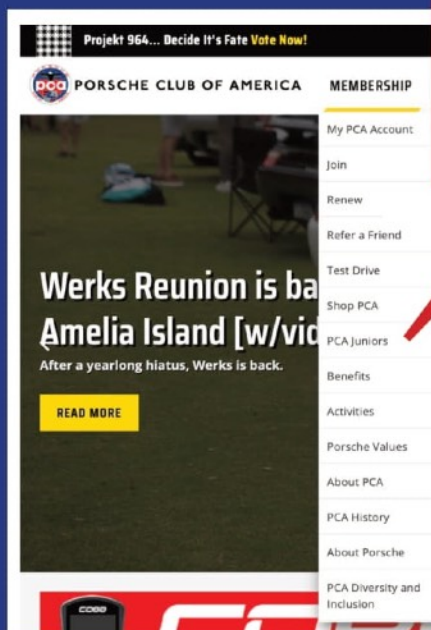 Projekt 964... Decide It's Fate Vote Now!
pca PORSCHE CLUB OF AMERICA
MEMBERSHIP
My PCA Account
Join
Renew
Refer a Friend
Test Drive
Shop PCA
PCA Juniors
Benefits
Activities
Porsche Values
About PCA
PCA History
About Porsche
PCA Diversity and
Inclusion
Werks Reunion is ba
Amelia Island [w/vid
After a yearlong hiatus, Werks is back.
READ MORE
COBB